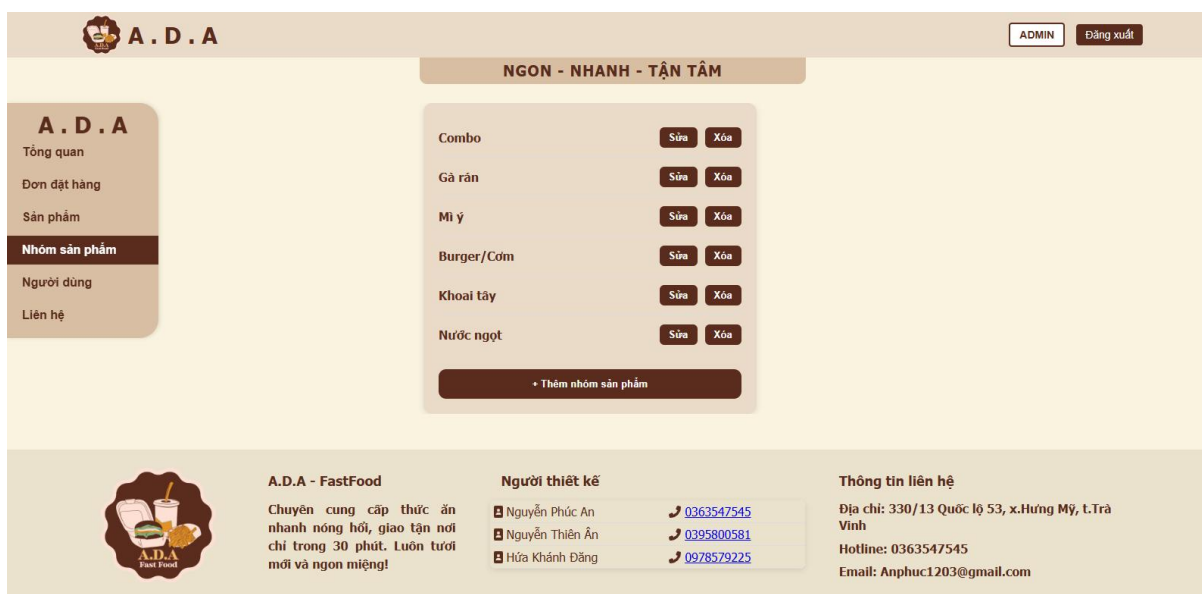 A.D.A
ADMIN
Đăng xuất
NGON - NHANH - TẬN TÂM
A.D.A
Tổng quan
Đơn đặt hàng
Sản phẩm
Nhóm sản phẩm
Người dùng
Liên hệ
Combo Sửa Xóa
Gà rán Sửa Xóa
Mì ý Sửa Xóa
Burger/Cơm Sửa Xóa
Khoai tây Sửa Xóa
Nước ngọt Sửa Xóa
+ Thêm nhóm sản phẩm
A.D.A
Fast Food
A.D.A - FastFood
Chuyên cung cấp thức ăn
nhanh nóng hổi, giao tận nơi
chỉ trong 30 phút. Luôn tươi
mới và ngon miệng!
Người thiết kế
Nguyễn Phúc An 0363547545
Nguyễn Thiên Ân 0395800581
Hứa Khánh Đăng 0978579225
Thông tin liên hệ
Địa chỉ: 330/13 Quốc lộ 53, x.Hưng Mỹ, t.Trà
Vinh
Hotline: 0363547545
Email: Anphuc1203@gmail.com